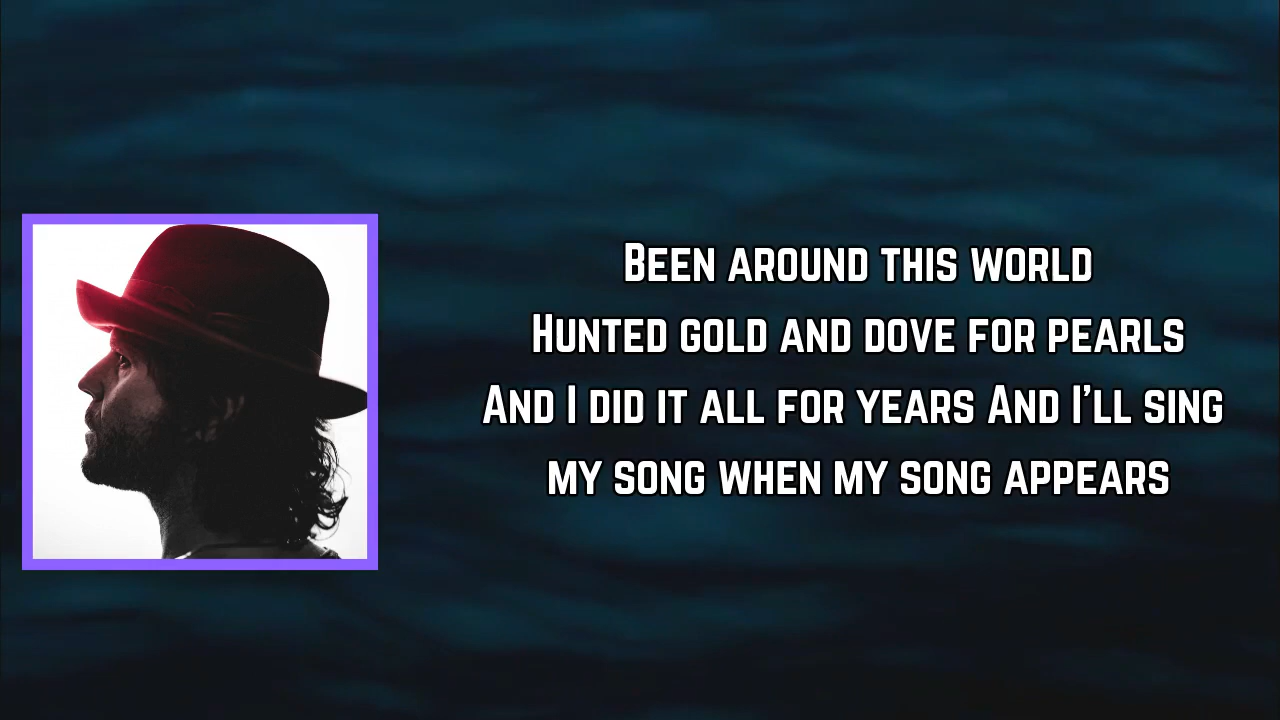 Been around this world
Hunted gold and dove for pearls
And I did it all for years And I'll sing
my song when my song appears